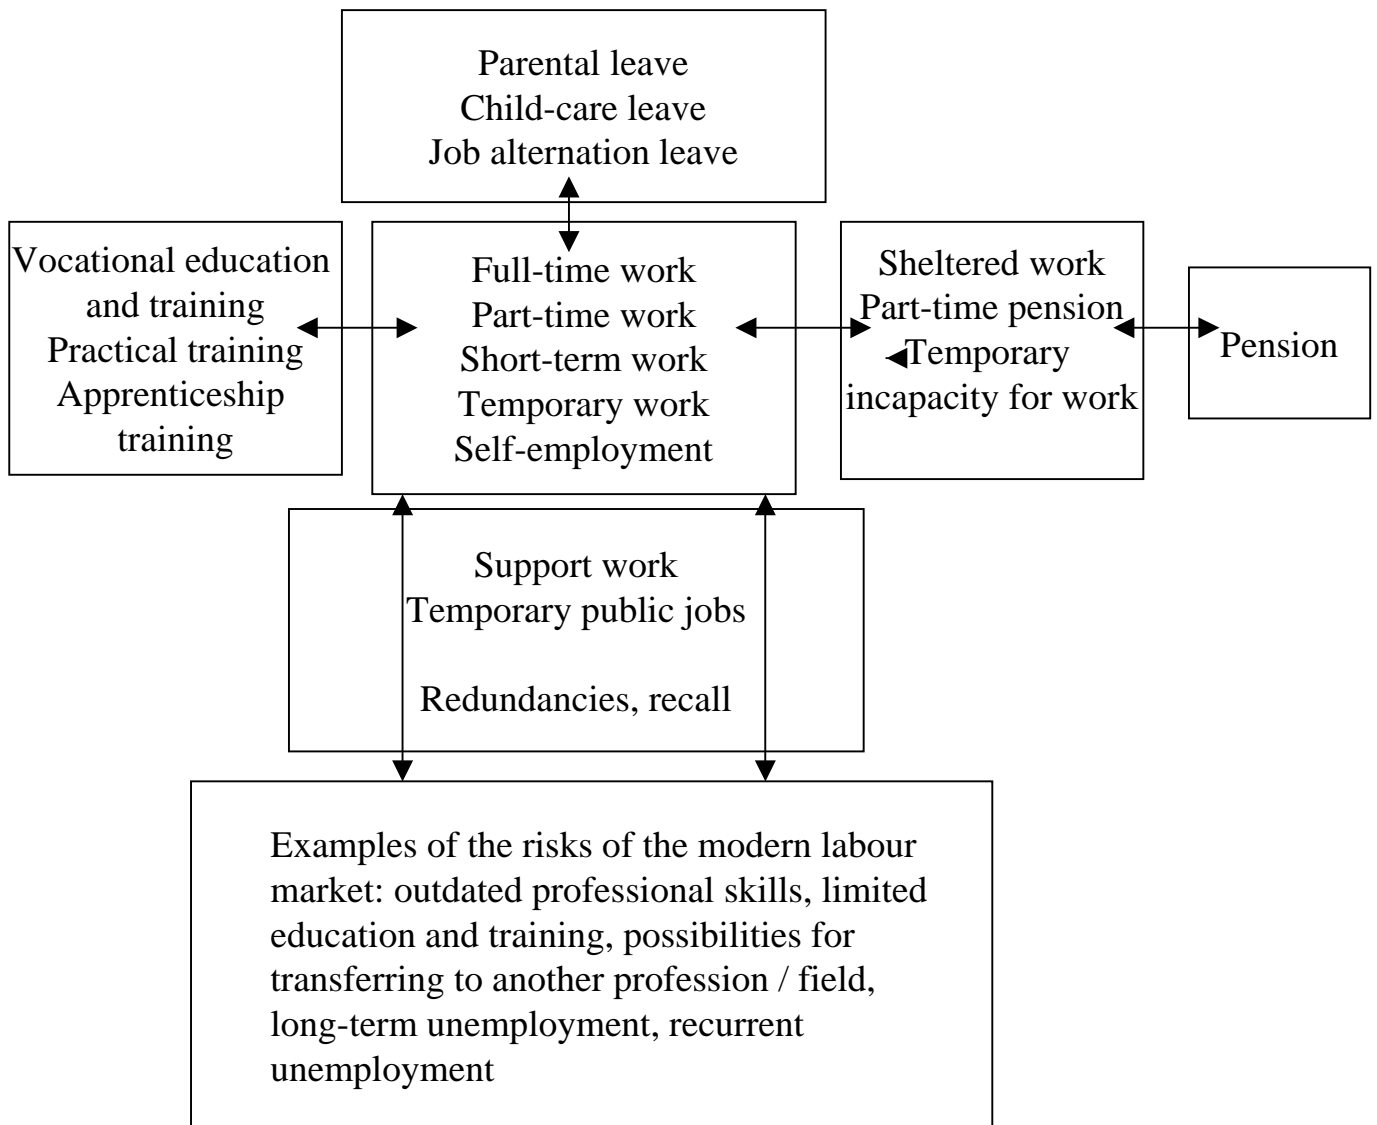 Parental leave
Child-care leave
Job alternation leave
Vocational education
and training
Practical training
Apprenticeship
training
Full-time work
Part-time work
Short-term work
Temporary work
Self-employment
Sheltered work
Part-time pension
Temporary
incapacity for work
Pension
Support work
Temporary public jobs
Redundancies, recall
Examples of the risks of the modern labour
market: outdated professional skills, limited
education and training, possibilities for
transferring to another profession / field,
long-term unemployment, recurrent
unemployment